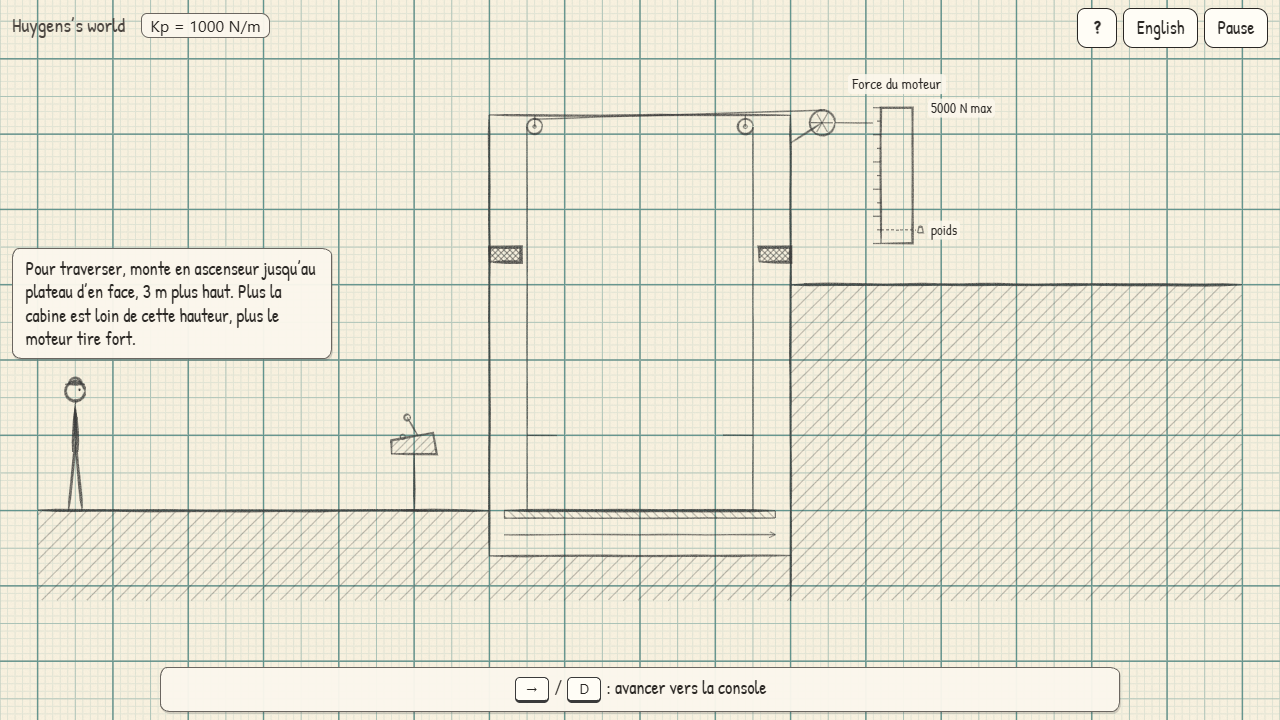 Huygens's world
Kp = 1000 N/m
?
English
Pause
Force du moteur
5000 N max
poids
Pour traverser, monte en ascenseur jusqu'au
plateau d'en face, 3 m plus haut. Plus la
cabine est loin de cette hauteur, plus le
moteur tire fort.
→ / D : avancer vers la console